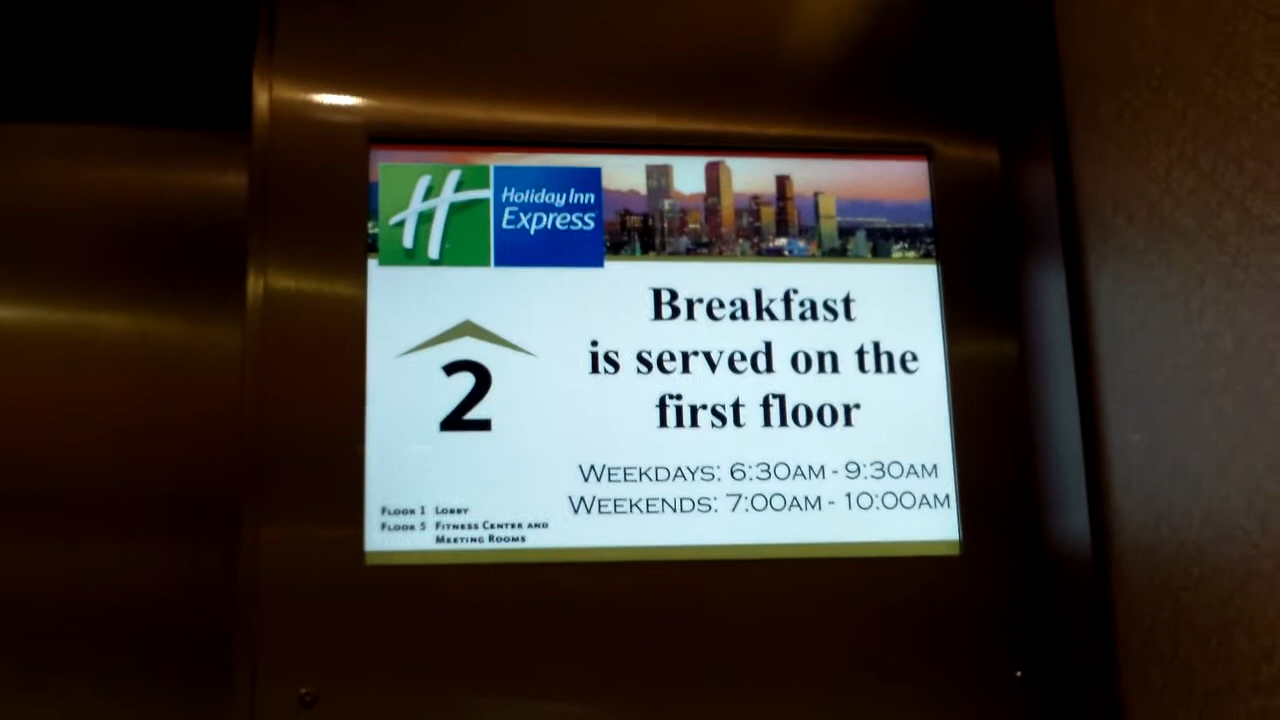 H
Holiday Inn
Express
2
Breakfast
is served on the
first floor
WEEKDAYS: 6:30AM - 9:30AM
WEEKENDS: 7:00AM - 10:00AM
FLOOR 1 LOBBY
FLOOR 5 FITNESS CENTER AND
MEETING ROOMS